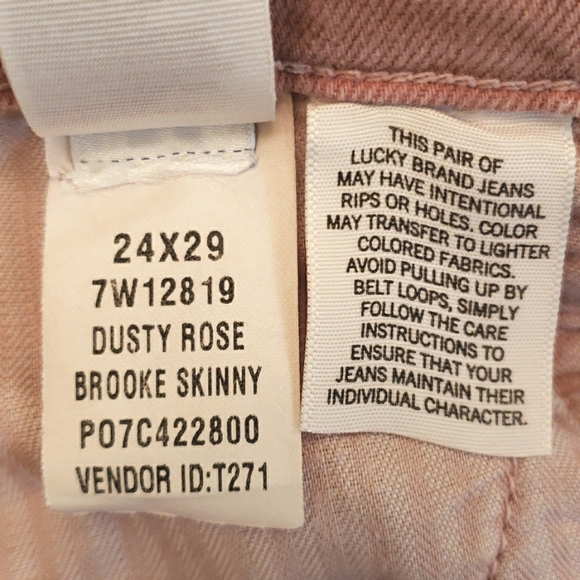 24X29
7W12819
DUSTY ROSE
BROOKE SKINNY
PO7C422800
VENDOR ID:T271
THIS PAIR OF
LUCKY BRAND JEANS
MAY HAVE INTENTIONAL
RIPS OR HOLES. COLOR
MAY TRANSFER TO LIGHTER
COLORED FABRICS.
AVOID PULLING UP BY
BELT LOOPS, SIMPLY
FOLLOW THE CARE
INSTRUCTIONS TO
ENSURE THAT YOUR
JEANS MAINTAIN THEIR
INDIVIDUAL CHARACTER.